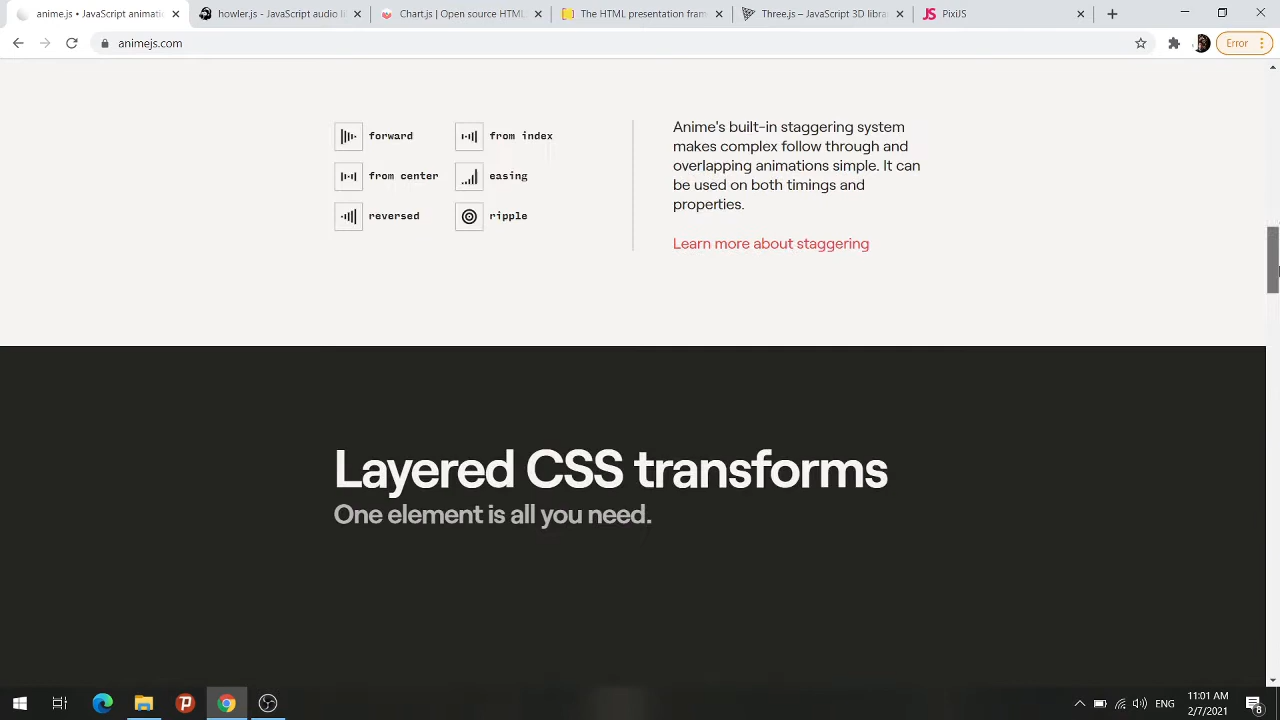 anime.js • JavaScript animati
howler.js - JavaScript audio li
Chart.js | Open source HTML
The HTML presentation fram
Three.js – JavaScript 3D libra
JS PixiJS
animejs.com
Error
forward
from index
from center
easing
reversed
ripple
Anime's built-in staggering system
makes complex follow through and
overlapping animations simple. It can
be used on both timings and
properties.
Learn more about staggering
Layered CSS transforms
One element is all you need.
ENG
11:01 AM
2/7/2021
8